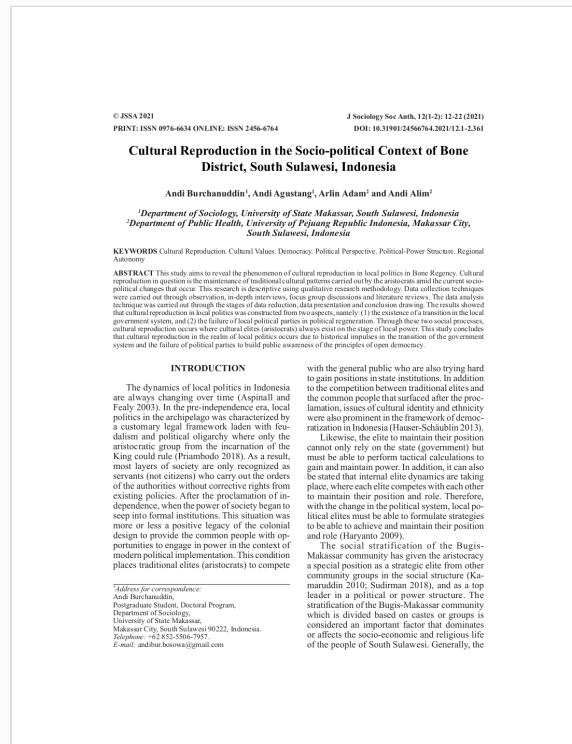 © JSSA 2021
J Sociology Soc Anth, 12(1-2): 12-22 (2021)
PRINT: ISSN 0976-6634 ONLINE: ISSN 2456-6764
DOI: 10.31901/24566764.2021/12.1-2.361
Cultural Reproduction in the Socio-political Context of Bone
District, South Sulawesi, Indonesia
Andi Burchanuddin¹, Andi Agustang¹, Arlin Adam² and Andi Alim²
¹Department of Sociology, University of State Makassar, South Sulawesi, Indonesia
²Department of Public Health, University of Pejuang Republic Indonesia, Makassar City,
South Sulawesi, Indonesia
KEYWORDS Cultural Reproduction. Cultural Values. Democracy. Political Perspective. Political-Power Structure. Regional
Autonomy
ABSTRACT This study aims to reveal the phenomenon of cultural reproduction in local politics in Bone Regency. Cultural
reproduction in question is the maintenance of traditional cultural patterns carried out by the aristocrats amid the current socio-
political changes that occur. This research is descriptive using qualitative research methodology. Data collection techniques
were carried out through observation, in-depth interviews, focus group discussions and literature reviews. The data analysis
technique was carried out through the stages of data reduction, data presentation and conclusion drawing. The results showed
that cultural reproduction in local politics was constructed from two aspects, namely: (1) the existence of a transition in the local
government system, and (2) the failure of local political parties in political regeneration. Through these two social processes,
cultural reproduction occurs where cultural elites (aristocrats) always exist on the stage of local power. This study concludes
that cultural reproduction in the realm of local politics occurs due to historical impulses in the transition of the government
system and the failure of political parties to build public awareness of the principles of open democracy.
INTRODUCTION
The dynamics of local politics in Indonesia
are always changing over time (Aspinall and
Fealy 2003). In the pre-independence era, local
politics in the archipelago was characterized by
a customary legal framework laden with feu-
dalism and political oligarchy where only the
aristocratic group from the incarnation of the
King could rule (Priambodo 2018). As a result,
most layers of society are only recognized as
servants (not citizens) who carry out the orders
of the authorities without corrective rights from
existing policies. After the proclamation of in-
dependence, when the power of society began to
seep into formal institutions. This situation was
more or less a positive legacy of the colonial
design to provide the common people with op-
portunities to engage in power in the context of
modern political implementation. This condition
places traditional elites (aristocrats) to compete
*Address for correspondence:
Andi Burchanuddin,
Postgraduate Student, Doctoral Program,
Department of Sociology,
University of State Makassar,
Makassar City, South Sulawesi 90222, Indonesia.
Telephone: +62 852-5506-7957.
E-mail: andibur.bosowa@gmail.com
with the general public who are also trying hard
to gain positions in state institutions. In addition
to the competition between traditional elites and
the common people that surfaced after the proc-
lamation, issues of cultural identity and ethnicity
were also prominent in the framework of democ-
ratization in Indonesia (Hauser-Schäublin 2013).
Likewise, the elite to maintain their position
cannot only rely on the state (government) but
must be able to perform tactical calculations to
gain and maintain power. In addition, it can also
be stated that internal elite dynamics are taking
place, where each elite competes with each other
to maintain their position and role. Therefore,
with the change in the political system, local po-
litical elites must be able to formulate strategies
to be able to achieve and maintain their position
and role (Haryanto 2009).
The social stratification of the Bugis-
Makassar community has given the aristocracy
a special position as a strategic elite from other
community groups in the social structure (Ka-
maruddin 2010; Sudirman 2018), and as a top
leader in a political or power structure. The
stratification of the Bugis-Makassar community
which is divided based on castes or groups is
considered an important factor that dominates
or affects the socio-economic and religious life
of the people of South Sulawesi. Generally, the